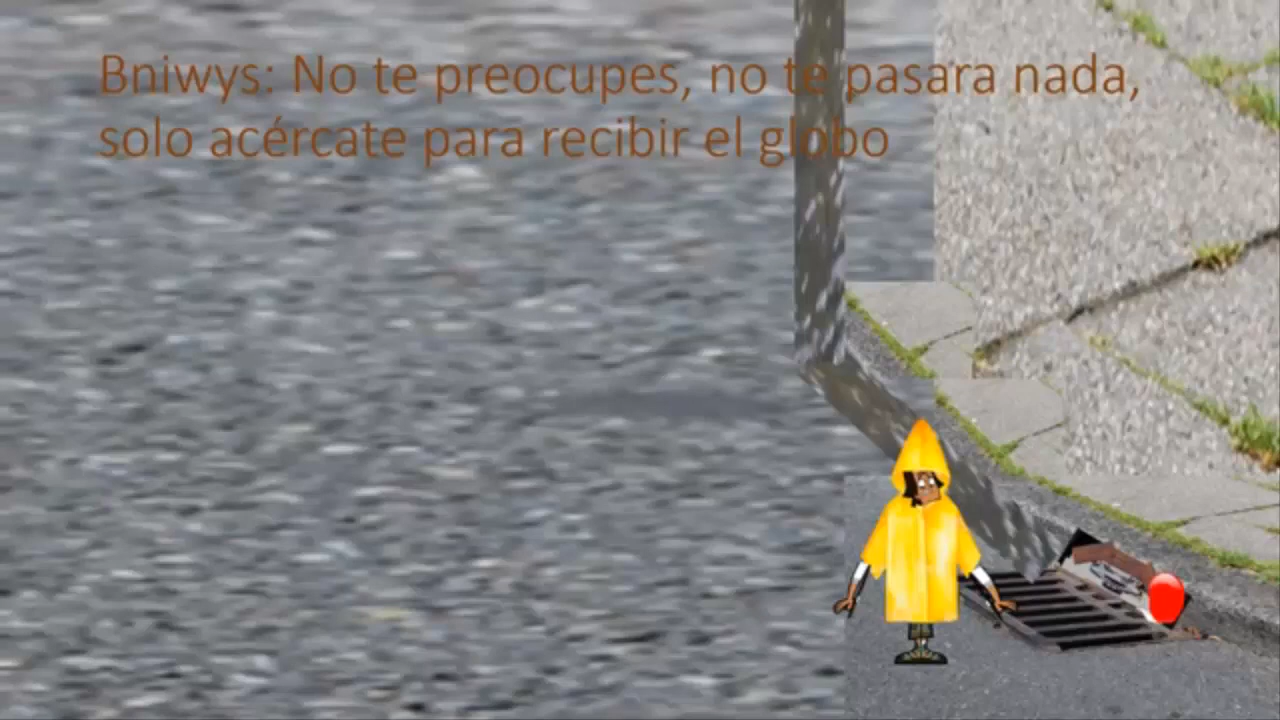 Bniwys: No te preocupes, no te pasara nada,
solo acércate para recibir el globo